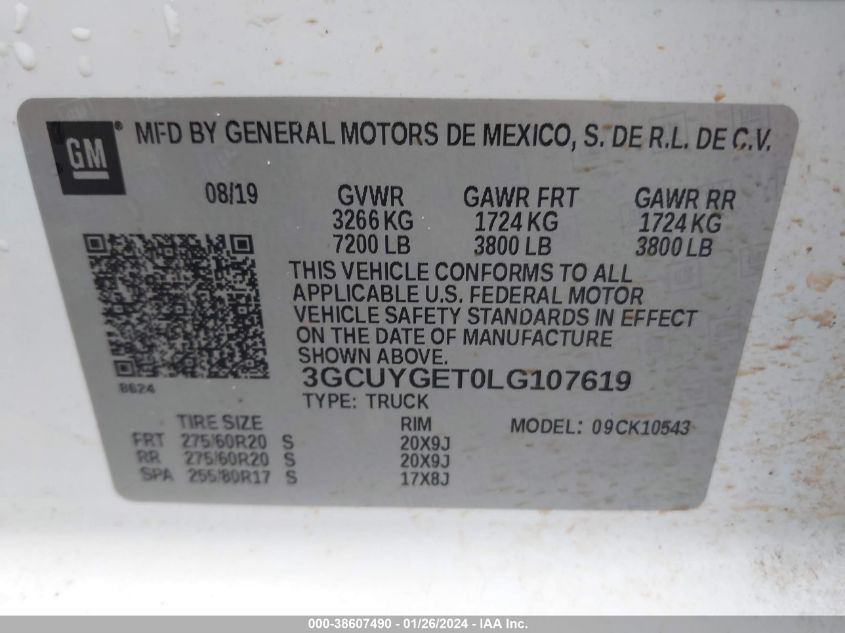 GM
® MFD BY GENERAL MOTORS DE MEXICO, S. DE R.L. DE C.V.
08/19 GVWR GAWR FRT GAWR RR
3266 KG 1724 KG 1724 KG
7200 LB 3800 LB 3800 LB
THIS VEHICLE CONFORMS TO ALL
APPLICABLE U.S. FEDERAL MOTOR
VEHICLE SAFETY STANDARDS IN EFFECT
ON THE DATE OF MANUFACTURE
SHOWN ABOVE.
3GCUYGET0LG107619
8624
TYPE: TRUCK
TIRE SIZE RIM MODEL: 09CK10543
FRT 275/60R20 S 20X9J
RR 275/60R20 S 20X9J
SPA 255/80R17 S 17X8J
000-38607490 - 01/26/2024 - IAA Inc.